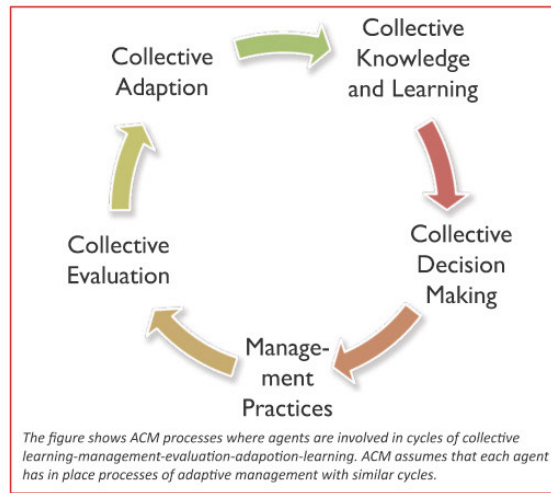 Collective
Adaption
Collective
Knowledge
and Learning
Collective
Decision
Making
Manage-
ment
Practices
Collective
Evaluation
The figure shows ACM processes where agents are involved in cycles of collective
learning-management-evaluation-adapotion-learning. ACM assumes that each agent
has in place processes of adaptive management with similar cycles.